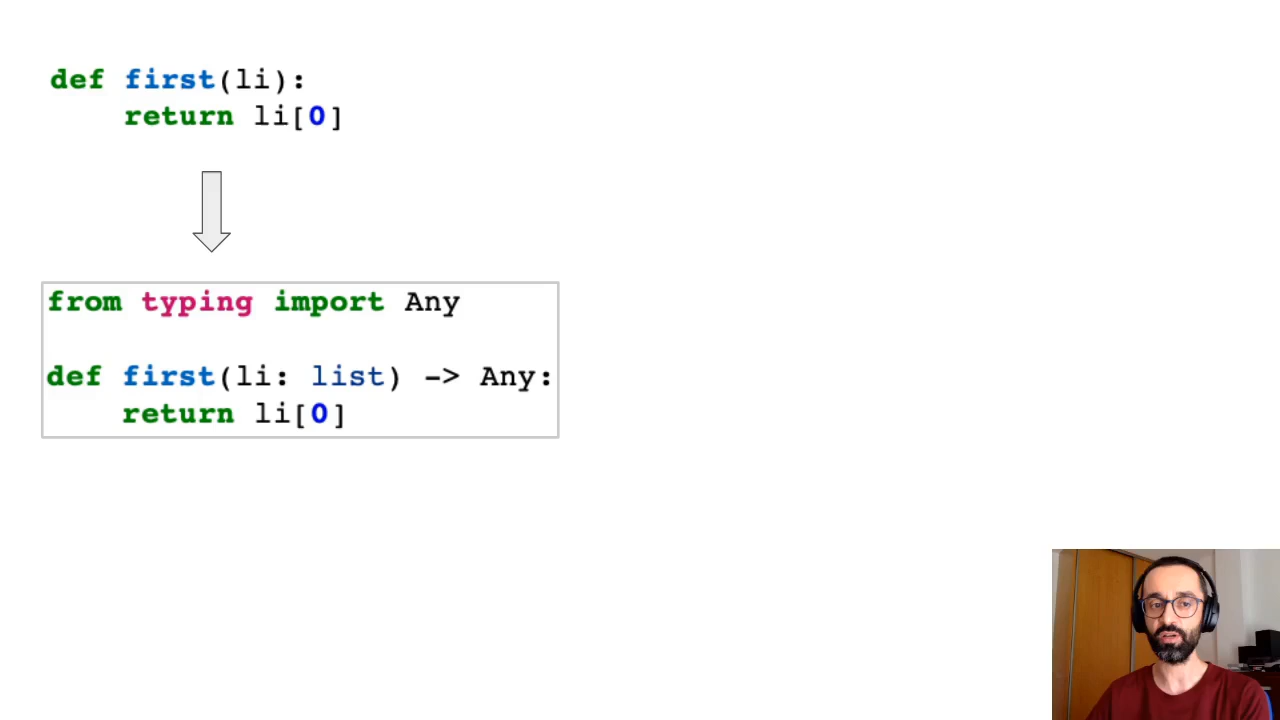 def first(li):
    return li[0]
from typing import Any
def first(li: list) -> Any:
    return li[0]